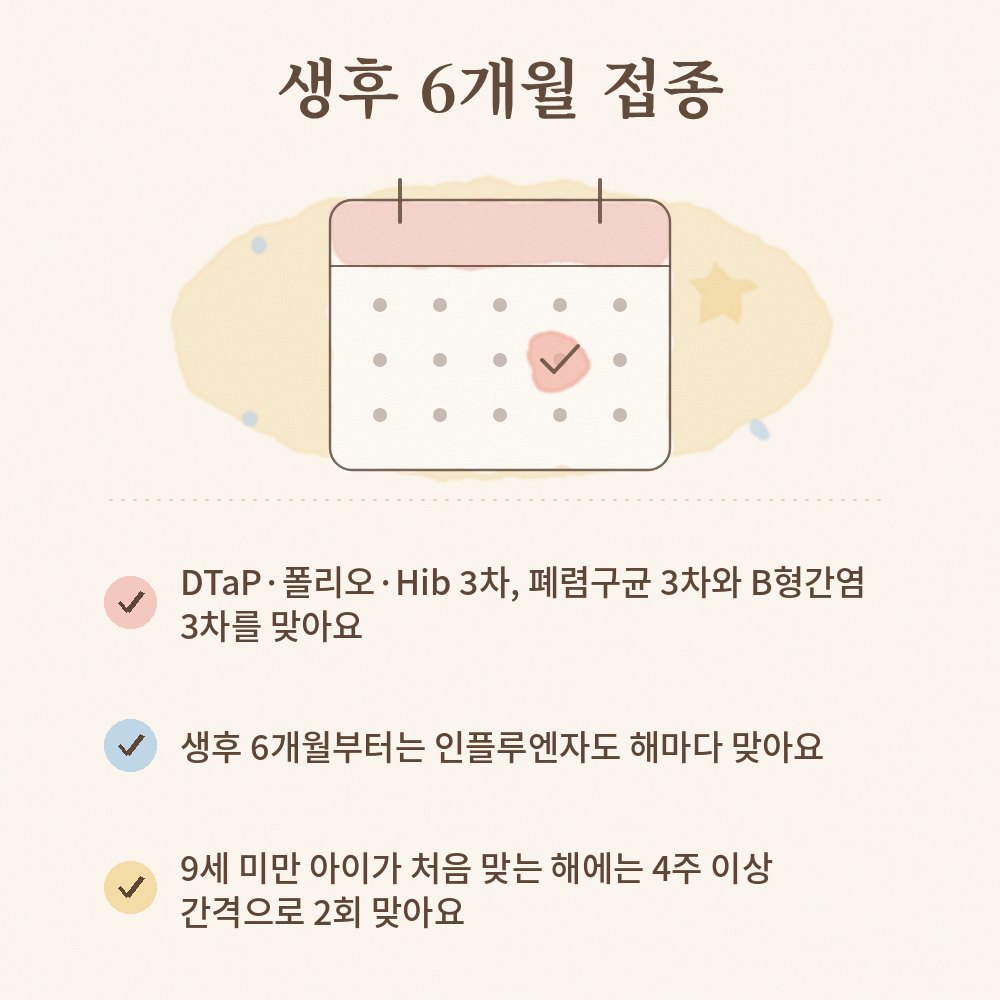 생후 6개월 접종
DTaP·폴리오·Hib 3차, 폐렴구균 3차와 B형간염
3차를 맞아요
생후 6개월부터는 인플루엔자도 해마다 맞아요
9세 미만 아이가 처음 맞는 해에는 4주 이상
간격으로 2회 맞아요